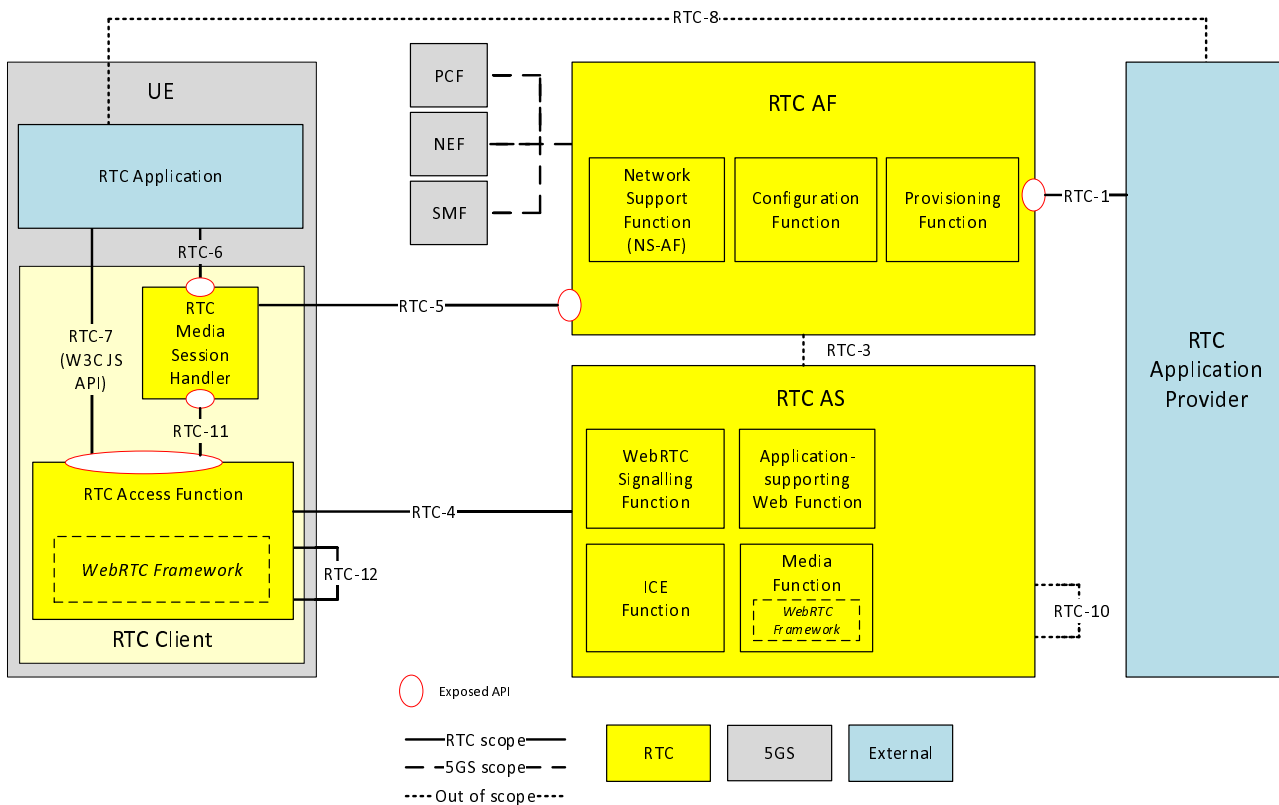 RTC-8
UE
RTC Application
RTC-6
RTC
Media
Session
Handler
RTC-7
(W3C JS
API)
RTC-11
RTC Access Function
WebRTC Framework
RTC Client
RTC-12
PCF
NEF
SMF
RTC-5
RTC-4
RTC AF
Network
Support
Function
(NS-AF)
Configuration
Function
Provisioning
Function
RTC-1
RTC-3
RTC AS
WebRTC
Signalling
Function
Application-
supporting
Web Function
ICE
Function
Media
Function
WebRTC
Framework
RTC-10
RTC
Application
Provider
Exposed API
RTC scope
5GS scope
Out of scope
RTC
5GS
External